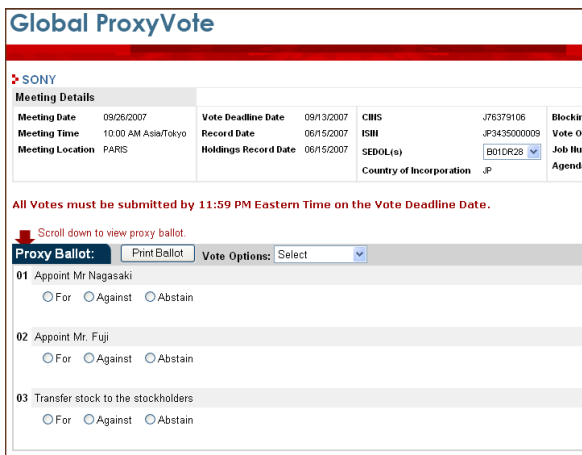 Global ProxyVote
SONY
Meeting Details
Meeting Date 09/26/2007 Vote Deadline Date 09/13/2007 CINS J76379106
Meeting Time 10:00 AM Asia/Tokyo Record Date 06/15/2007 ISIN JP3435000009 Vote O
Meeting Location PARIS Holdings Record Date 06/15/2007 SEDOL(s) B01DR28
Country of Incorporation JP
All Votes must be submitted by 11:59 PM Eastern Time on the Vote Deadline Date.
Scroll down to view proxy ballot.
Proxy Ballot: Print Ballot Vote Options: Select
01 Appoint Mr Nagasaki
For Against Abstain
02 Appoint Mr. Fuji
For Against Abstain
03 Transfer stock to the stockholders
For Against Abstain